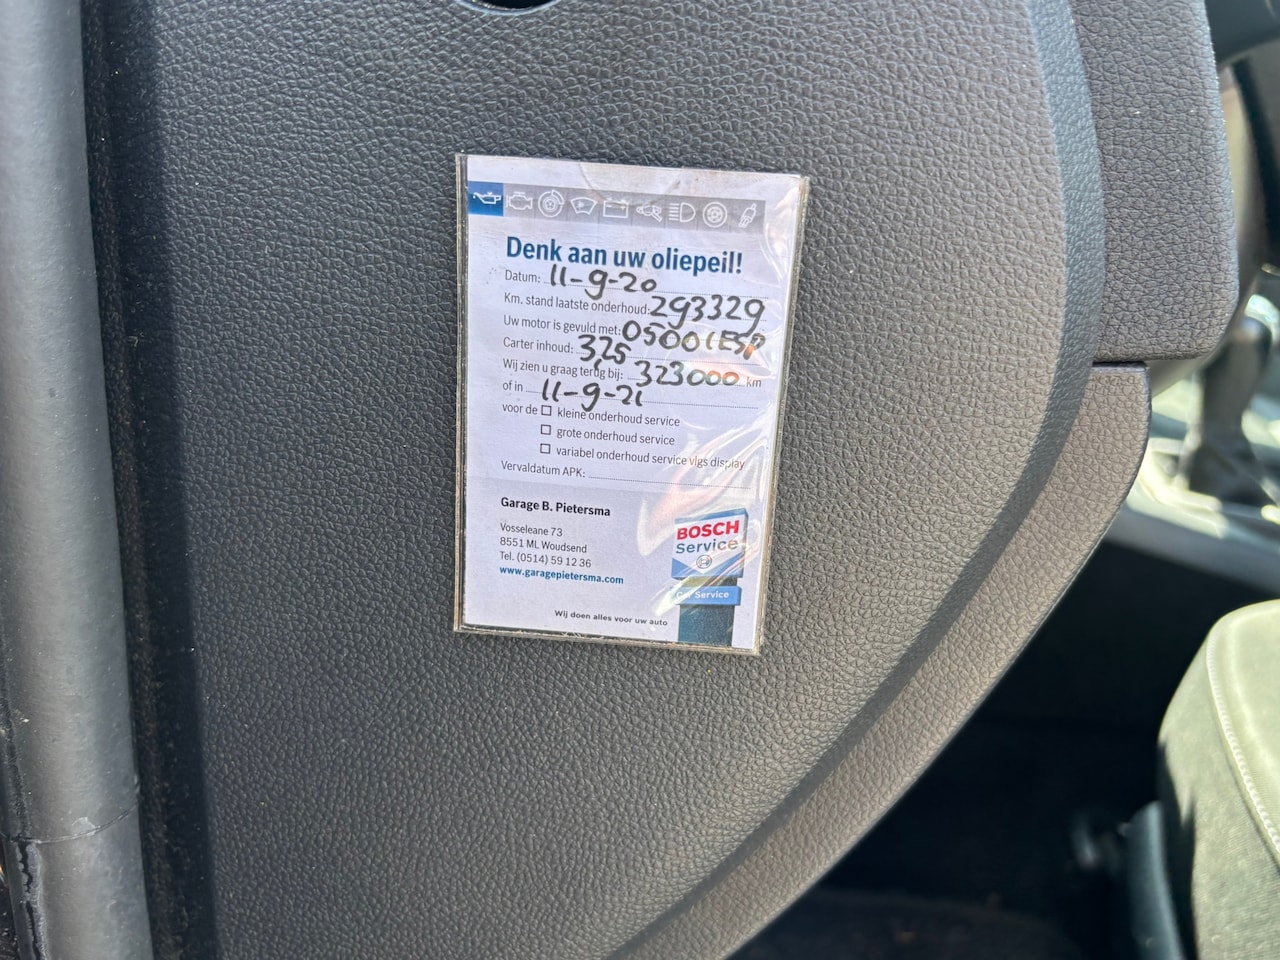 Denk aan uw oliepeil!
Datum: 11-9-20
Km. stand laatste onderhoud: 293329
Uw motor is gevuld met: 0500 (ESP
Carter inhoud: 3,25
Wij zien u graag terug bij: 323000 km
of in 11-9-21
voor de kleine onderhoud service
grote onderhoud service
variabel onderhoud service vlgs display
Vervaldatum APK:
Garage B. Pietersma
Vosseleane 73
8551 ML Woudsend
Tel. (0514) 59 12 36
www.garagepietersma.com
BOSCH
Service
Car Service
Wij doen alles voor uw auto